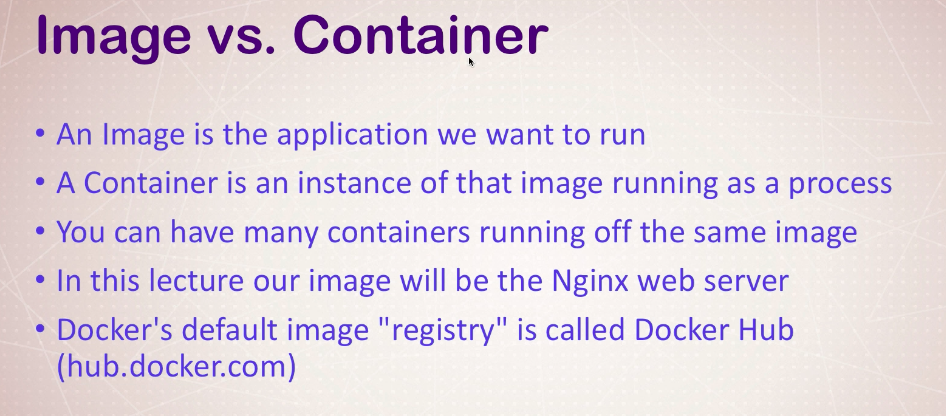 Image vs. Container
• An Image is the application we want to run
• A Container is an instance of that image running as a process
• You can have many containers running off the same image
• In this lecture our image will be the Nginx web server
• Docker's default image "registry" is called Docker Hub
(hub.docker.com)